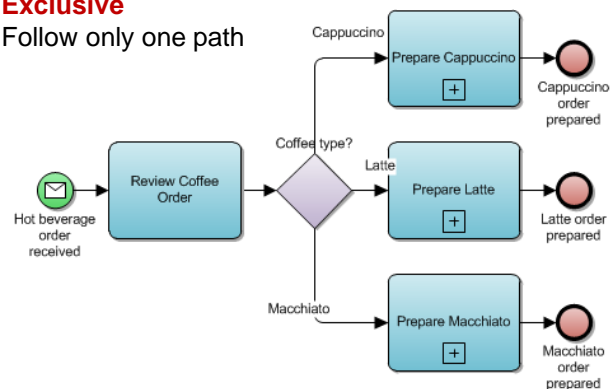 Exclusive
Follow only one path
Cappuccino
Prepare Cappuccino
Cappuccino
order
prepared
Coffee type?
Review Coffee
Order
Latte
Prepare Latte
Hot beverage
order
received
Latte order
prepared
Macchiato
Prepare Macchiato
Macchiato
order
prepared